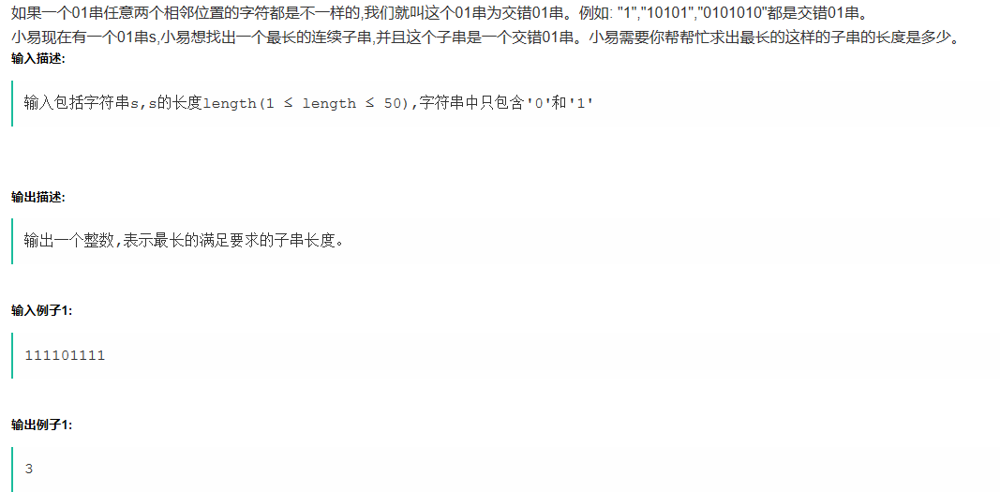 如果一个01串任意两个相邻位置的字符都是不一样的,我们就叫这个01串为交错01串。例如: "1","10101","0101010"都是交错01串。
小易现在有一个01串s,小易想找出一个最长的连续子串,并且这个子串是一个交错01串。小易需要你帮帮忙求出最长的这样的子串的长度是多少。
输入描述:
输入包括字符串s,s的长度length(1 ≤ length ≤ 50),字符串中只包含'0'和'1'
输出描述:
输出一个整数,表示最长的满足要求的子串长度。
输入例子1:
111101111
输出例子1:
3